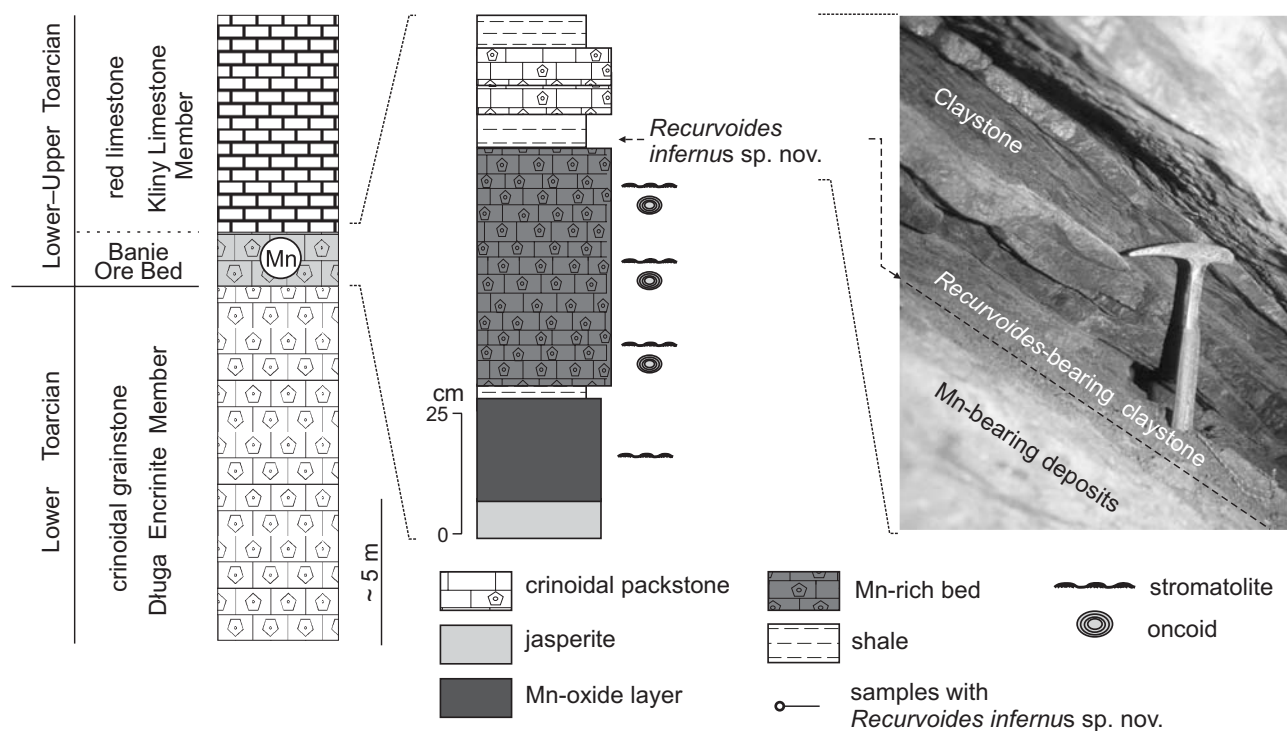 Lower–Upper Toarcian
red limestone
Kliny Limestone
Member
Banie
Ore Bed
Mn
Lower Toarcian
crinoidal grainstone
Długa Encrinite Member
~ 5 m
Recurvoides
infernus sp. nov.
cm
25
0
Claystone
Recurvoides-bearing claystone
Mn-bearing deposits
crinoidal packstone
jasperite
Mn-oxide layer
Mn-rich bed
shale
samples with
Recurvoides infernus sp. nov.
stromatolite
oncoid